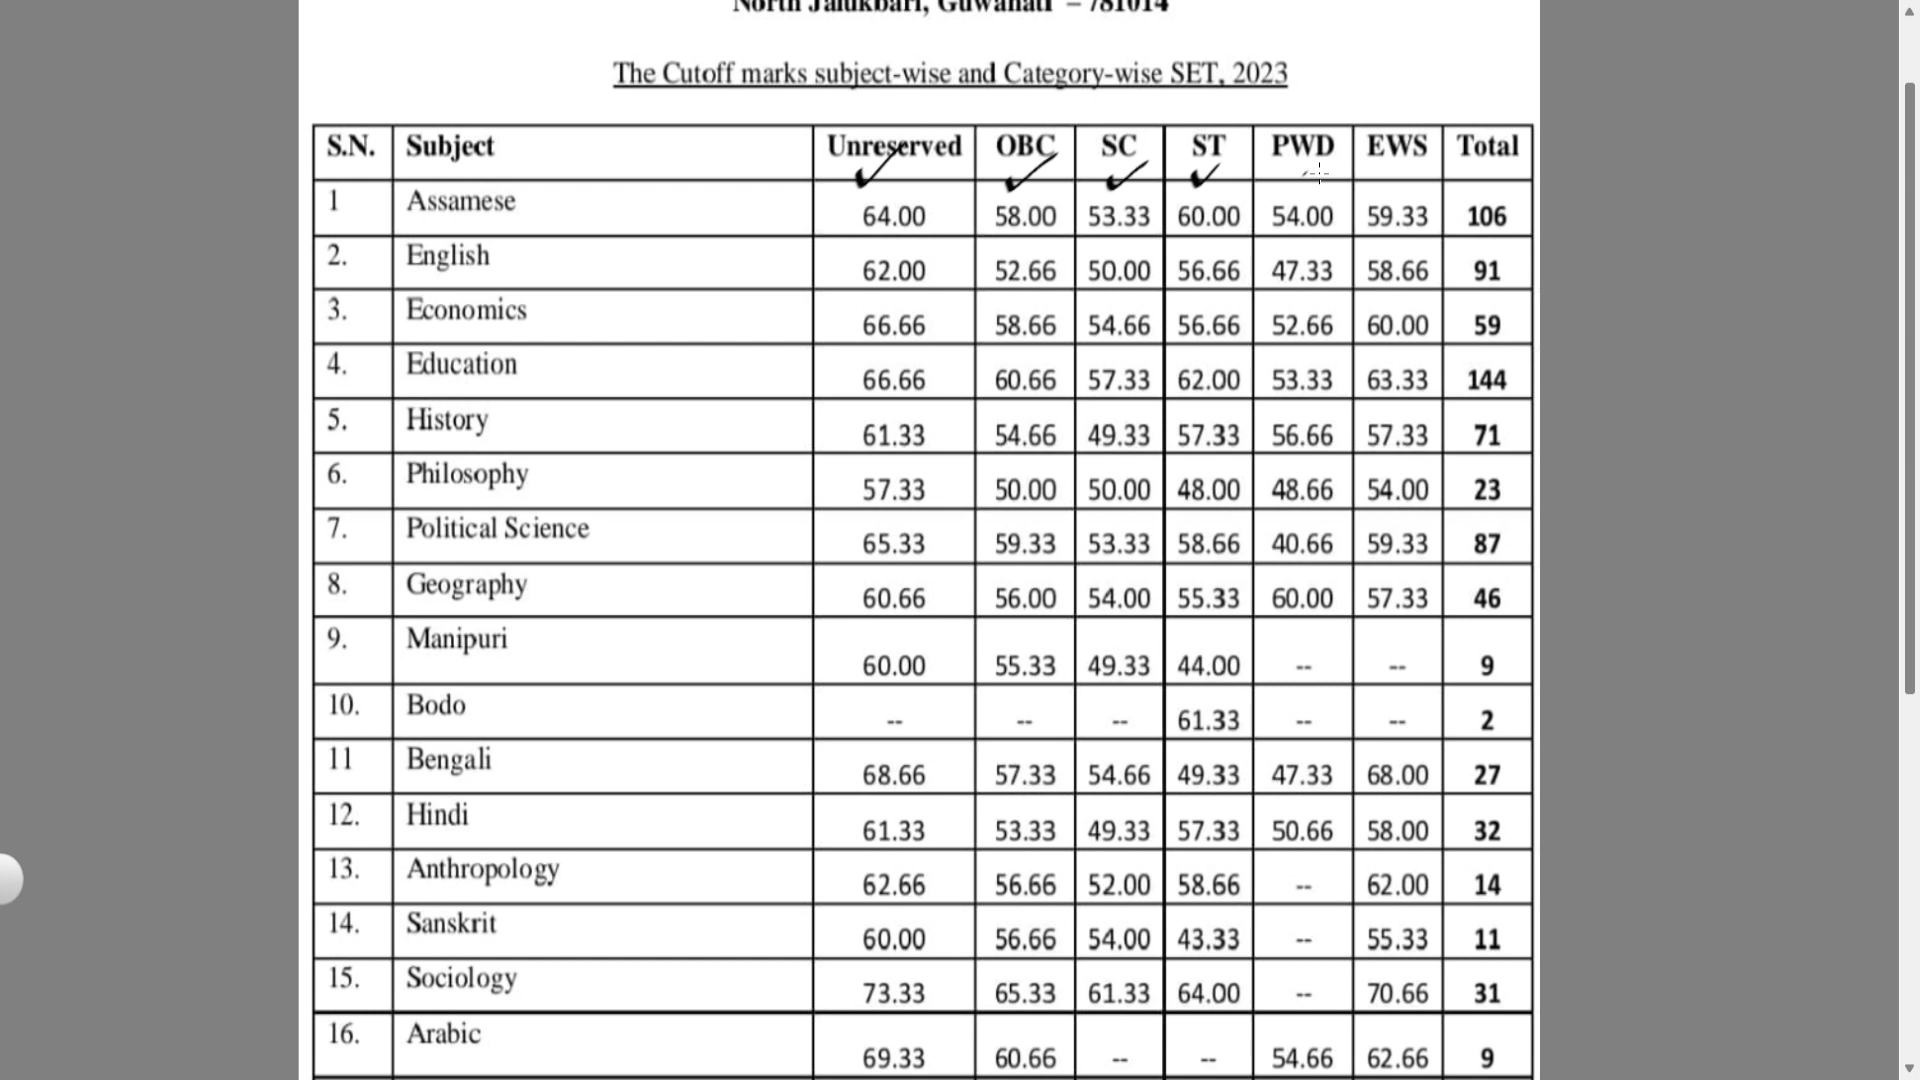 North Jalukbari, Guwahati – 781014
The Cutoff marks subject-wise and Category-wise SET, 2023
S.N. Subject Unreserved OBC SC ST PWD EWS Total
1 Assamese 64.00 58.00 53.33 60.00 54.00 59.33 106
2. English 62.00 52.66 50.00 56.66 47.33 58.66 91
3. Economics 66.66 58.66 54.66 56.66 52.66 60.00 59
4. Education 66.66 60.66 57.33 62.00 53.33 63.33 144
5. History 61.33 54.66 49.33 57.33 56.66 57.33 71
6. Philosophy 57.33 50.00 50.00 48.00 48.66 54.00 23
7. Political Science 65.33 59.33 53.33 58.66 40.66 59.33 87
8. Geography 60.66 56.00 54.00 55.33 60.00 57.33 46
9. Manipuri 60.00 55.33 49.33 44.00 -- -- 9
10. Bodo -- -- -- 61.33 -- -- 2
11 Bengali 68.66 57.33 54.66 49.33 47.33 68.00 27
12. Hindi 61.33 53.33 49.33 57.33 50.66 58.00 32
13. Anthropology 62.66 56.66 52.00 58.66 -- 62.00 14
14. Sanskrit 60.00 56.66 54.00 43.33 -- 55.33 11
15. Sociology 73.33 65.33 61.33 64.00 -- 70.66 31
16. Arabic 69.33 60.66 -- -- 54.66 62.66 9